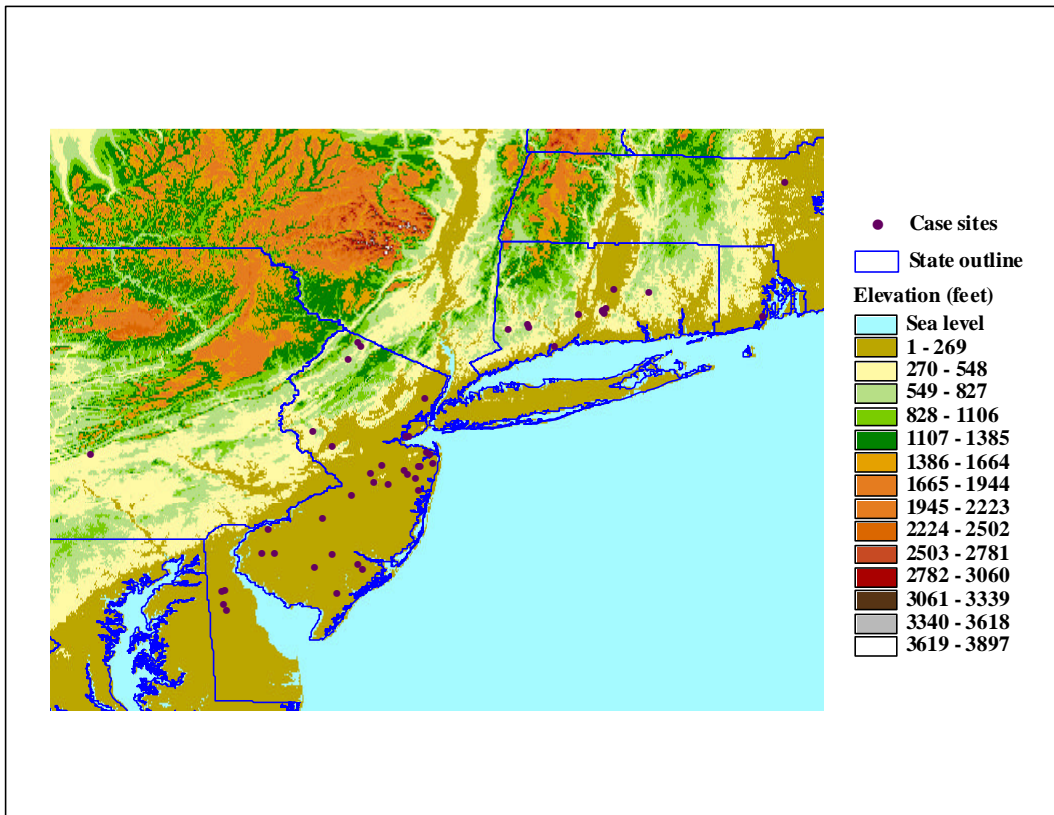 Case sites
State outline
Elevation (feet)
Sea level
1 - 269
270 - 548
549 - 827
828 - 1106
1107 - 1385
1386 - 1664
1665 - 1944
1945 - 2223
2224 - 2502
2503 - 2781
2782 - 3060
3061 - 3339
3340 - 3618
3619 - 3897